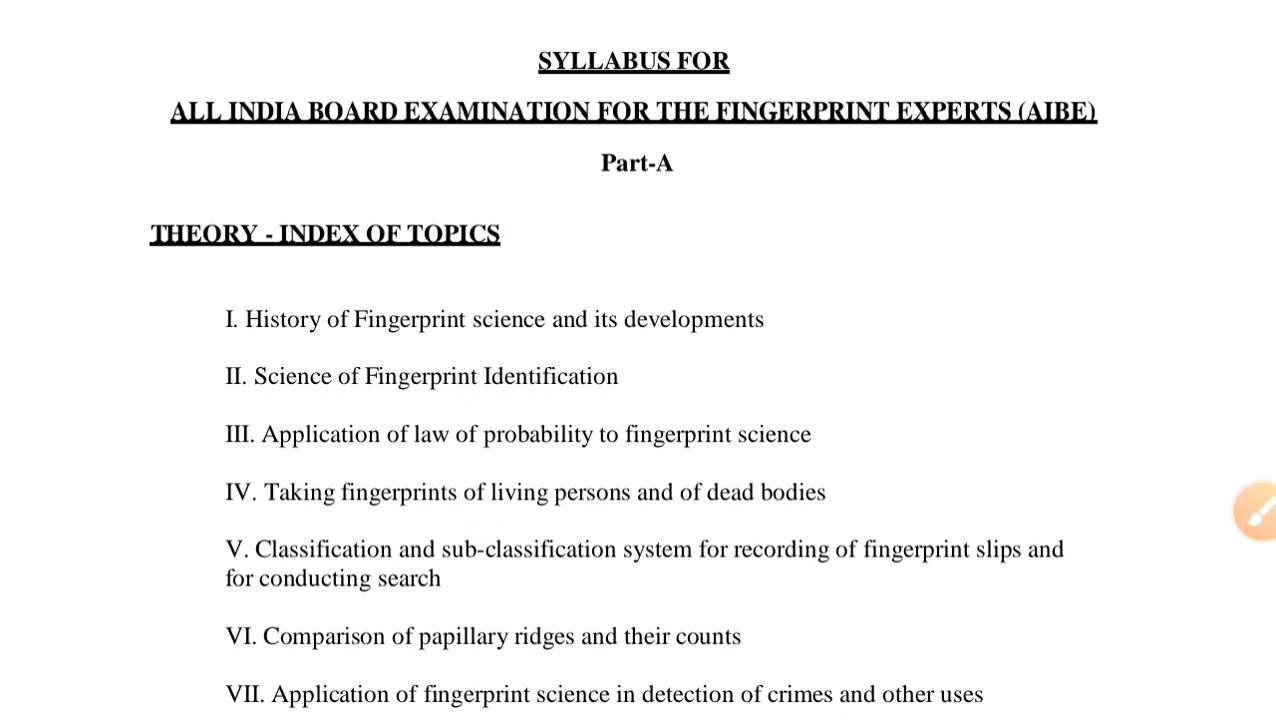 SYLLABUS FOR
ALL INDIA BOARD EXAMINATION FOR THE FINGERPRINT EXPERTS (AIBE)
Part-A
THEORY - INDEX OF TOPICS
I. History of Fingerprint science and its developments
II. Science of Fingerprint Identification
III. Application of law of probability to fingerprint science
IV. Taking fingerprints of living persons and of dead bodies
V. Classification and sub-classification system for recording of fingerprint slips and
for conducting search
VI. Comparison of papillary ridges and their counts
VII. Application of fingerprint science in detection of crimes and other uses